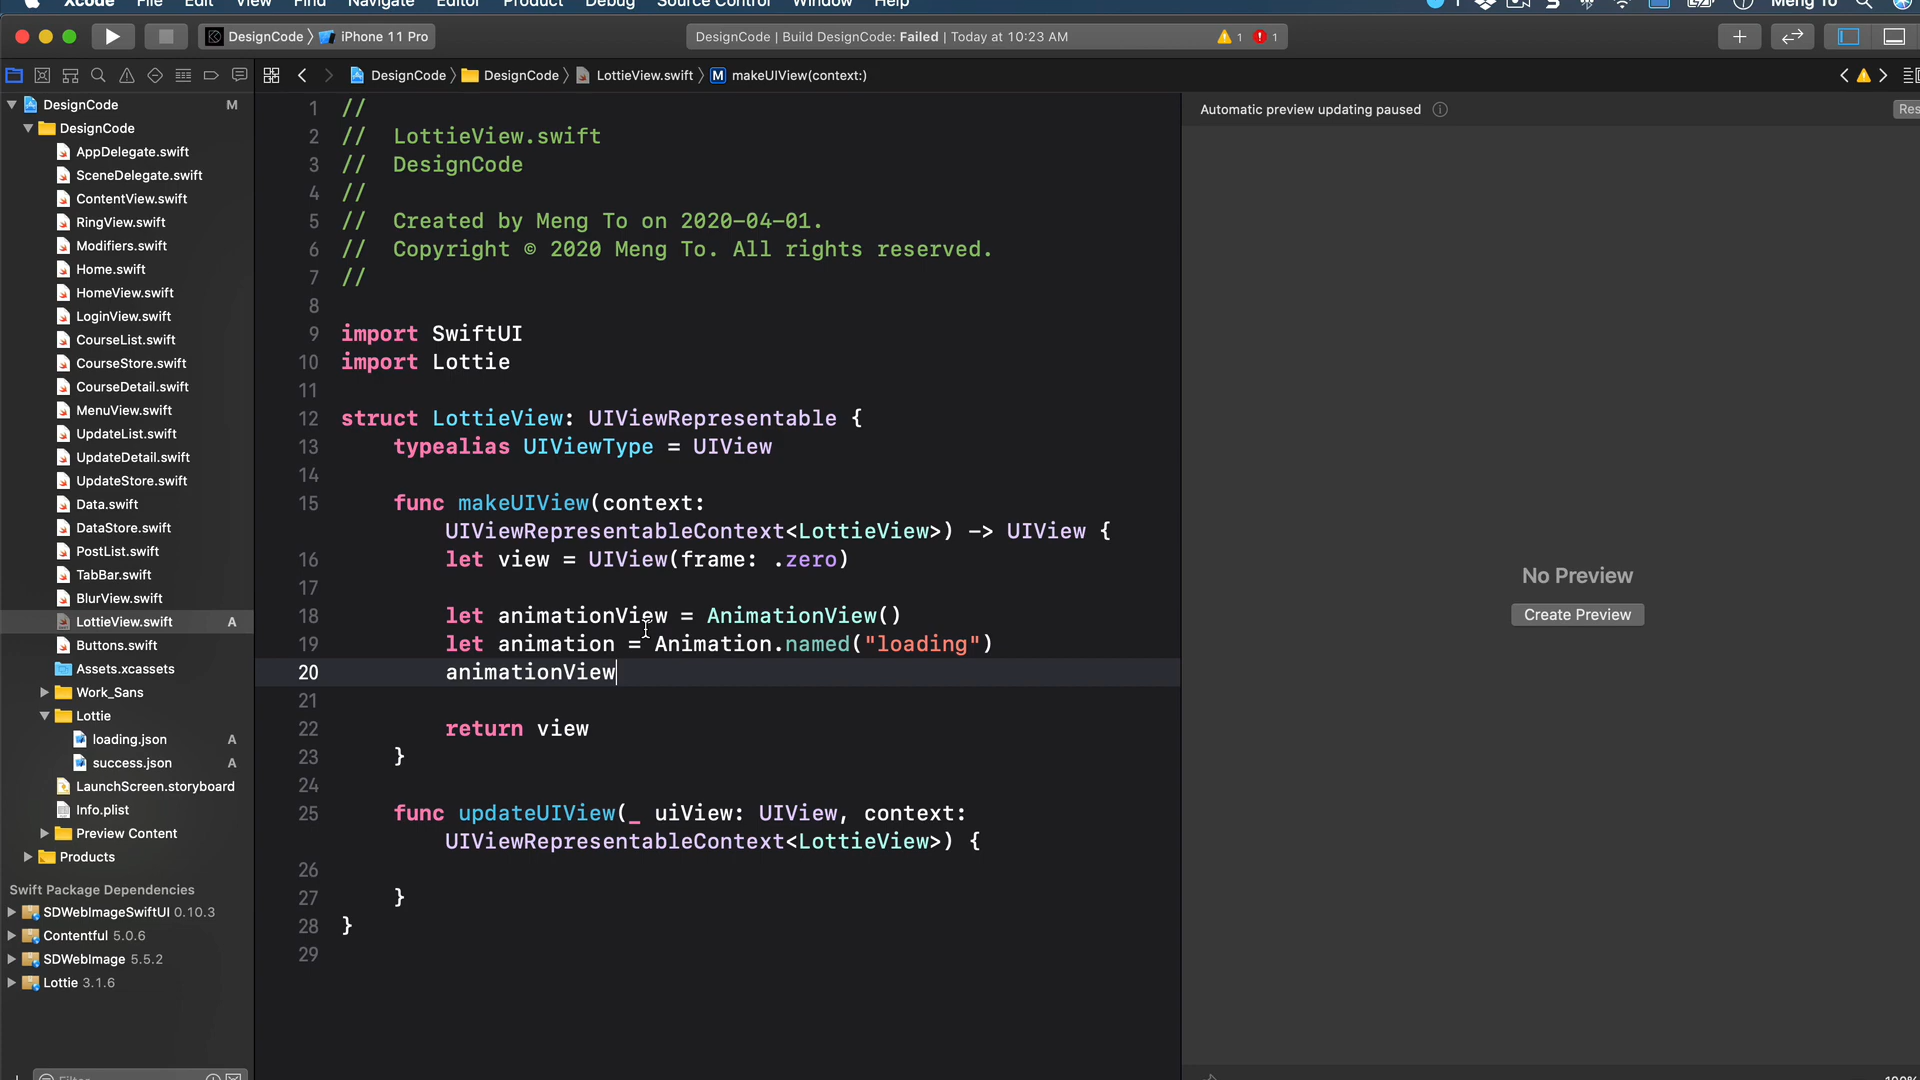 Xcode File Edit View Find Navigate Editor Product Debug Source Control Window Help Meng To
DesignCode iPhone 11 Pro
DesignCode | Build DesignCode: Failed | Today at 10:23 AM 1 1
DesignCode DesignCode LottieView.swift M makeUIView(context:)
DesignCode M
DesignCode
AppDelegate.swift
SceneDelegate.swift
ContentView.swift
RingView.swift
Modifiers.swift
Home.swift
HomeView.swift
LoginView.swift
CourseList.swift
CourseStore.swift
CourseDetail.swift
MenuView.swift
UpdateList.swift
UpdateDetail.swift
UpdateStore.swift
Data.swift
DataStore.swift
PostList.swift
TabBar.swift
BlurView.swift
LottieView.swift A
Buttons.swift
Assets.xcassets
Work_Sans
Lottie
loading.json A
success.json A
LaunchScreen.storyboard
Info.plist
Preview Content
Products
Swift Package Dependencies
SDWebImageSwiftUI 0.10.3
Contentful 5.0.6
SDWebImage 5.5.2
Lottie 3.1.6
1 //
2 //  LottieView.swift
3 //  DesignCode
4 //
5 //  Created by Meng To on 2020-04-01.
6 //  Copyright © 2020 Meng To. All rights reserved.
7 //
8
9 import SwiftUI
10 import Lottie
11
12 struct LottieView: UIViewRepresentable {
13     typealias UIViewType = UIView
14
15     func makeUIView(context:
UIViewRepresentableContext<LottieView>) -> UIView {
16         let view = UIView(frame: .zero)
17
18         let animationView = AnimationView()
19         let animation = Animation.named("loading")
20         animationView
21
22         return view
23     }
24
25     func updateUIView(_ uiView: UIView, context:
UIViewRepresentableContext<LottieView>) {
26
27     }
28 }
29
Automatic preview updating paused
Res
No Preview
Create Preview